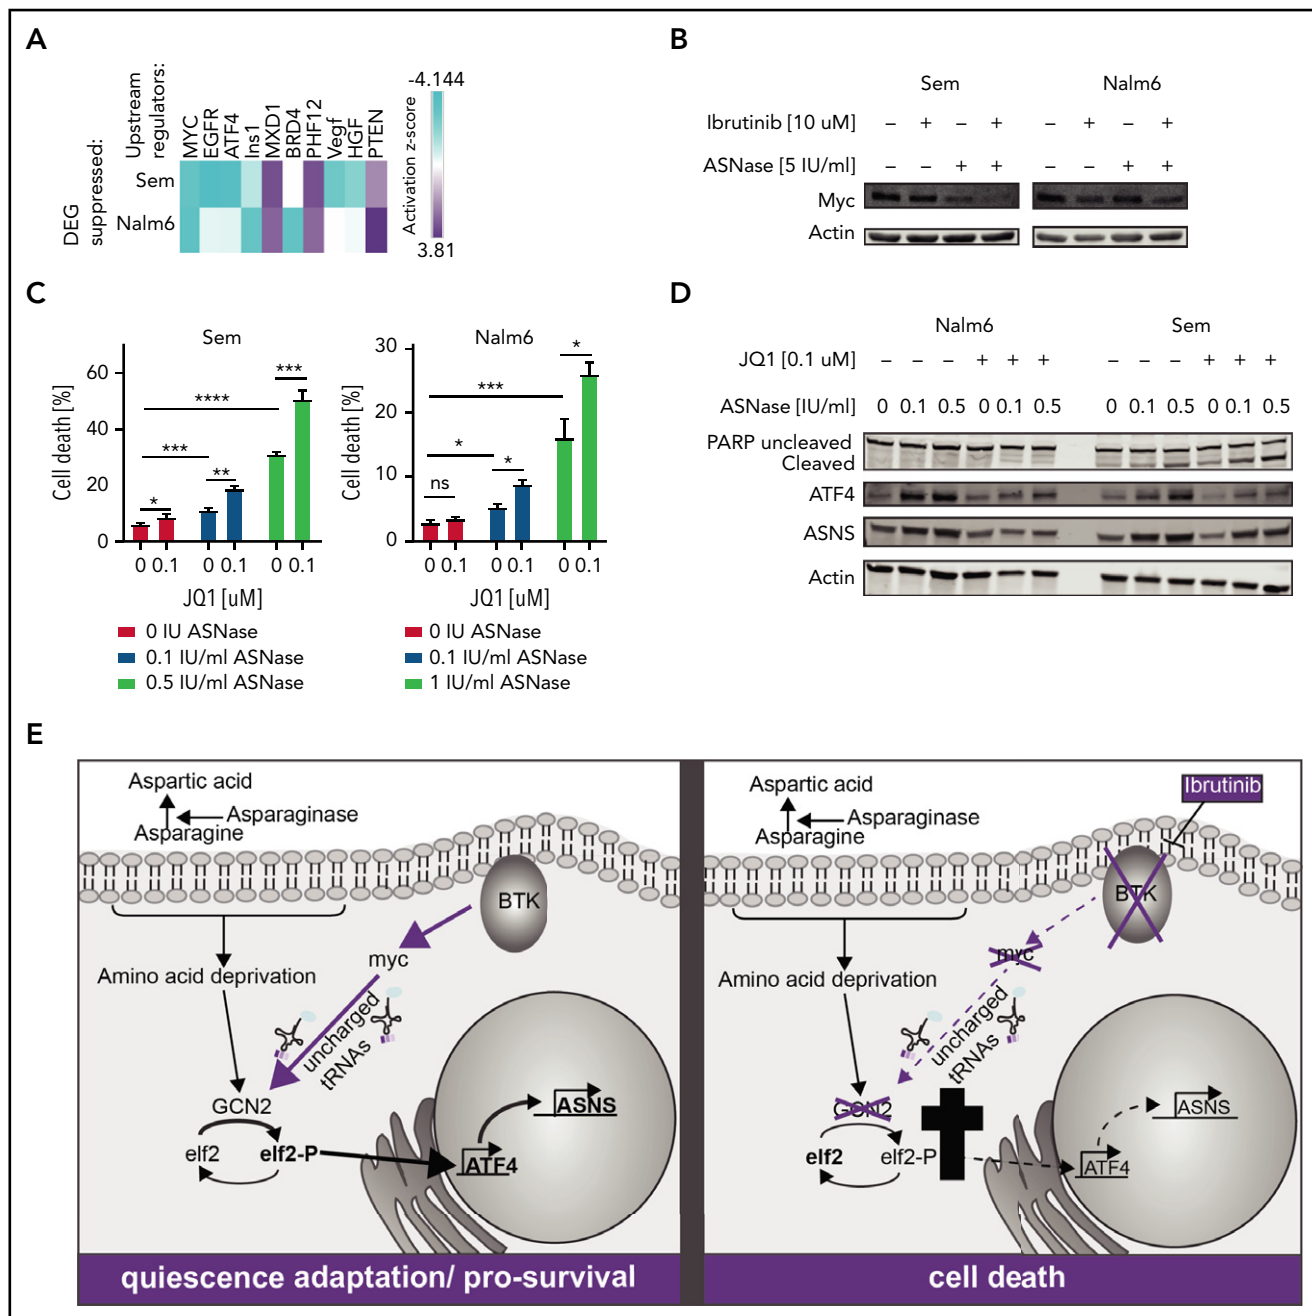 A
Upstream
regulators:
MYC
EGFR
ATF4
Ins1
MXD1
BRD4
PHF12
Vegf
HGF
PTEN
DEG
suppressed:
Sem
Nalm6
-4.144
Activation z-score
3.81
B
Sem Nalm6
Ibrutinib [10 uM] – + – + – + – +
ASNase [5 IU/ml] – – + + – – + +
Myc
Actin
C
Sem
Cell death [%]
60
40
20
0
* *** ** **** ***
0 0.1 0 0.1 0 0.1
JQ1 [uM]
0 IU ASNase
0.1 IU/ml ASNase
0.5 IU/ml ASNase
Nalm6
Cell death [%]
30
20
10
0
ns * * *** *
0 0.1 0 0.1 0 0.1
JQ1 [uM]
0 IU ASNase
0.1 IU/ml ASNase
1 IU/ml ASNase
D
Nalm6 Sem
JQ1 [0.1 uM] – – – + + + – – – + + +
ASNase [IU/ml] 0 0.1 0.5 0 0.1 0.5 0 0.1 0.5 0 0.1 0.5
PARP uncleaved
Cleaved
ATF4
ASNS
Actin
E
Aspartic acid
Asparaginase
Asparagine
BTK
myc
Amino acid deprivation
uncharged
tRNAs
GCN2
eIf2
eIf2-P
ATF4
ASNS
quiescence adaptation/ pro-survival
Aspartic acid
Ibrutinib
Asparaginase
Asparagine
BTK
myc
Amino acid deprivation
uncharged
tRNAs
GCN2
eIf2
eIf2-P
ATF4
ASNS
cell death